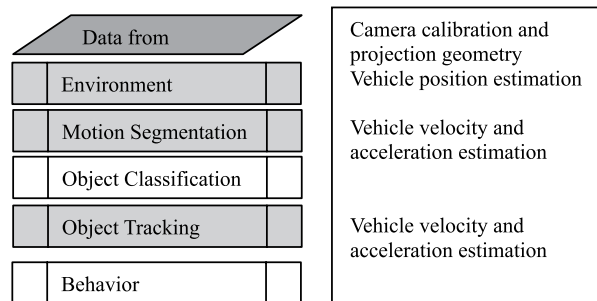 Data from
Environment
Motion Segmentation
Object Classification
Object Tracking
Behavior
Camera calibration and
projection geometry
Vehicle position estimation
Vehicle velocity and
acceleration estimation
Vehicle velocity and
acceleration estimation